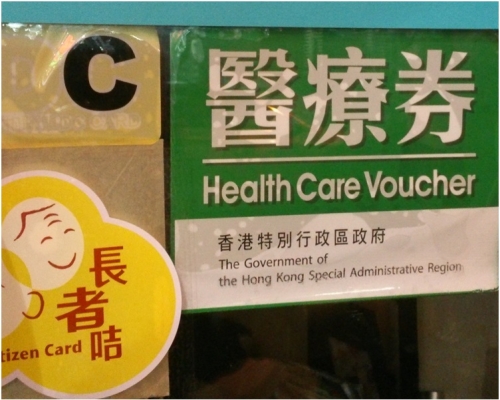 C
醫療券
Health Care Voucher
香港特別行政區政府
The Government of
the Hong Kong Special Administrative Region
長者咭
tizen Card